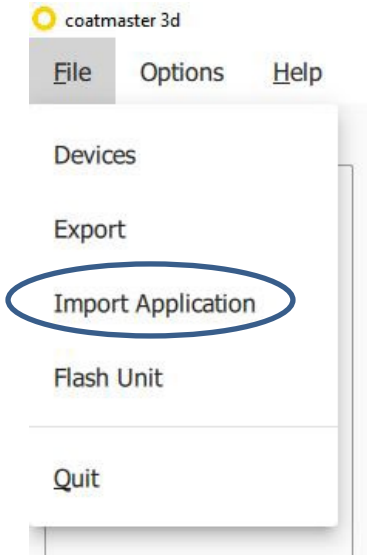 coatmaster 3d
File Options Help
Devices
Export
Import Application
Flash Unit
Quit